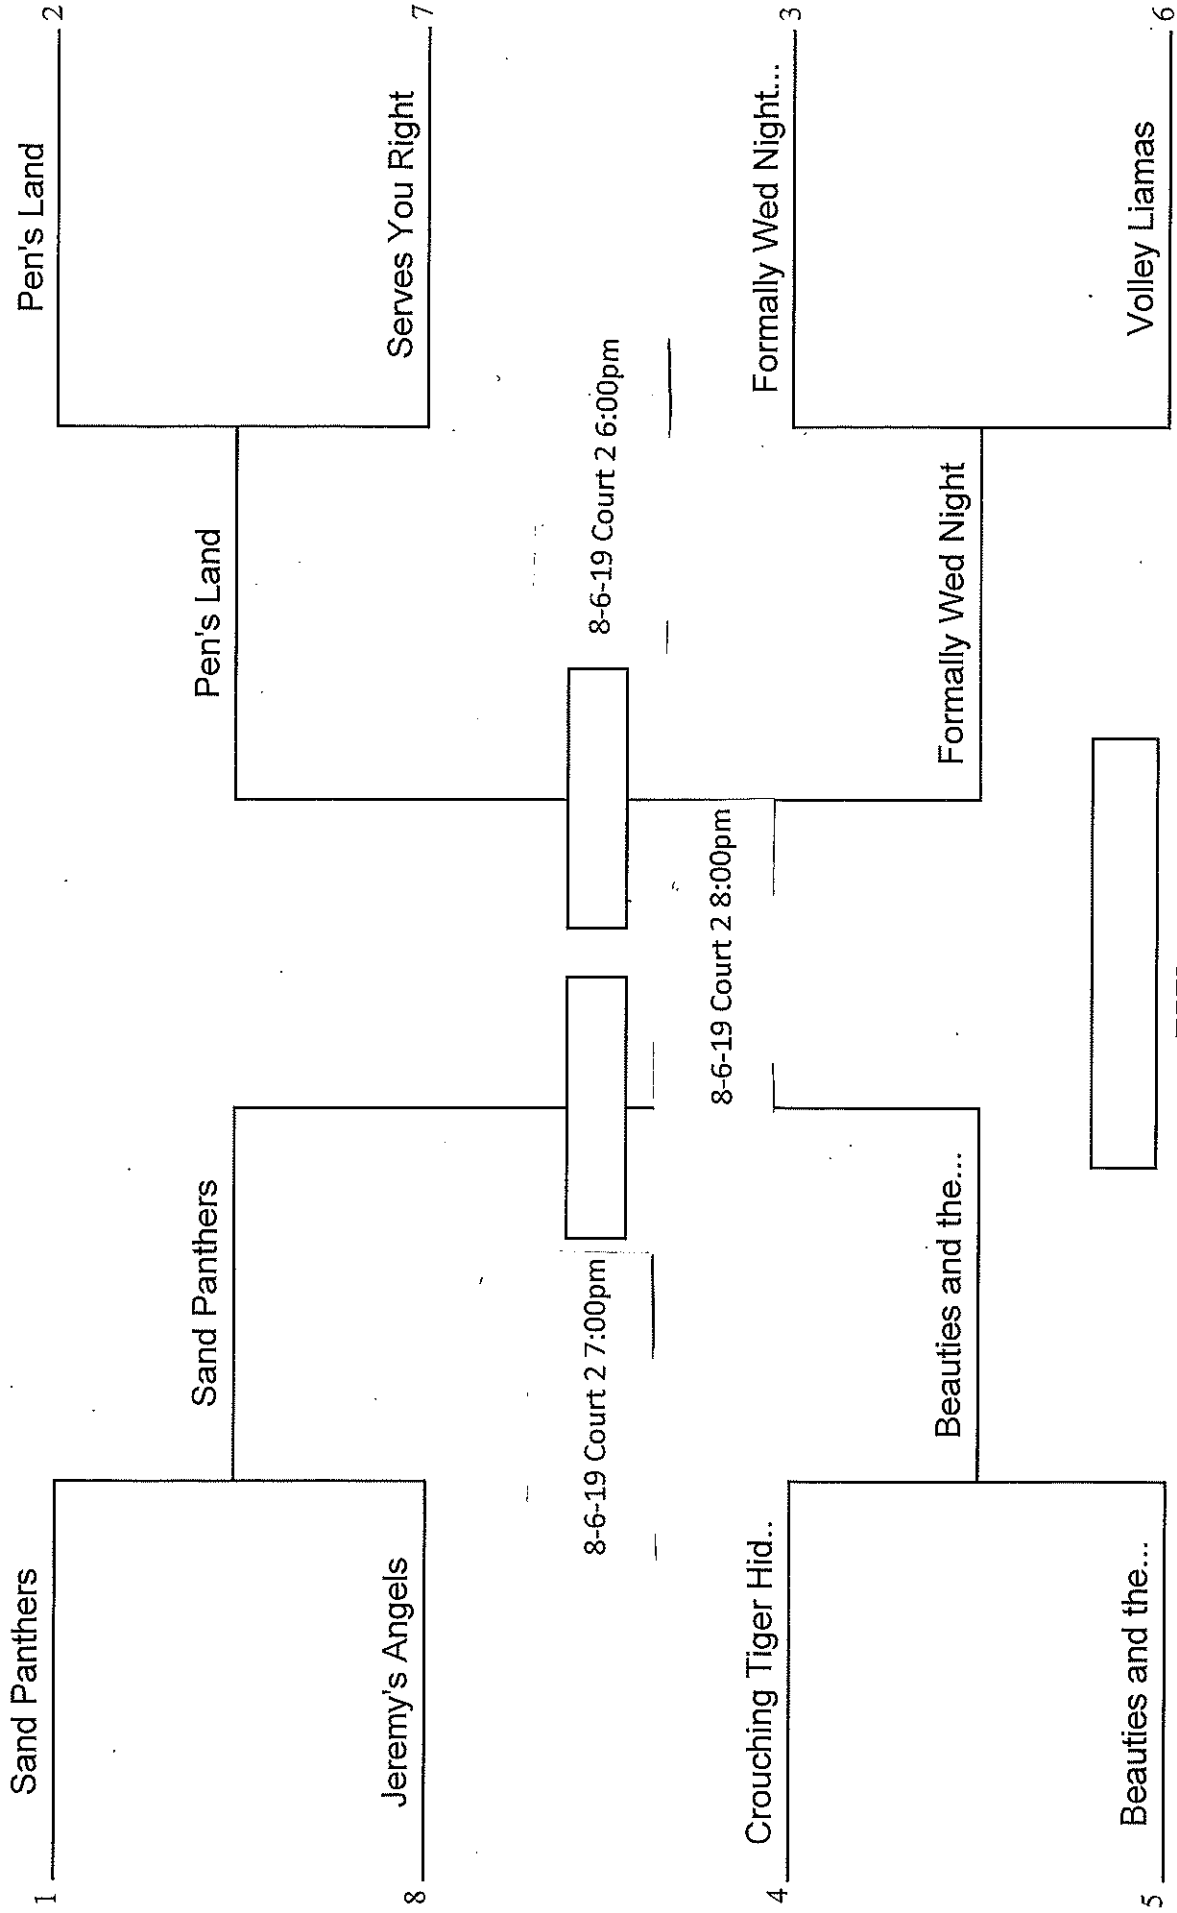 1
Sand Panthers
Sand Panthers
Pen's Land
Pen's Land
2
8
Jeremy's Angels
Serves You Right
7
8-6-19 Court 2 7:00pm
8-6-19 Court 2 6:00pm
8-6-19 Court 2 8:00pm
4
Crouching Tiger Hid..
Formally Wed Night...
3
Beauties and the...
Formally Wed Night
5
Beauties and the...
Volley Liamas
6